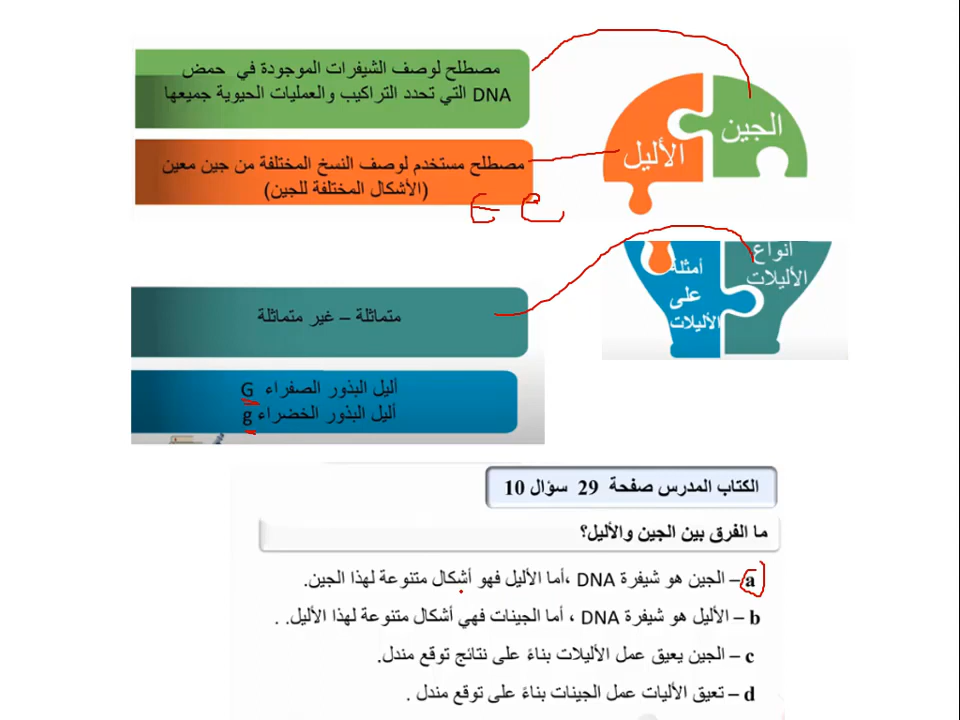 مصطلح لوصف الشيفرات الموجودة في حمض
DNA التي تحدد التراكيب والعمليات الحيوية جميعها
الجين
مصطلح مستخدم لوصف النسخ المختلفة من جين معين
(الأشكال المختلفة للجين)
الأليل
E e
انواع
الأليلات
أمثلة
على
الأليلات
متماثلة – غير متماثلة
أليل البذور الصفراء G
أليل البذور الخضراء g
الكتاب المدرس صفحة 29 سؤال 10
ما الفرق بين الجين والأليل؟
a – الجين هو شيفرة DNA ،أما الأليل فهو أشكال متنوعة لهذا الجين.
b – الأليل هو شيفرة DNA ، أما الجينات فهي أشكال متنوعة لهذا الأليل. .
c – الجين يعيق عمل الأليلات بناءً على نتائج توقع مندل.
d – تعيق الأليات عمل الجينات بناءً على توقع مندل .